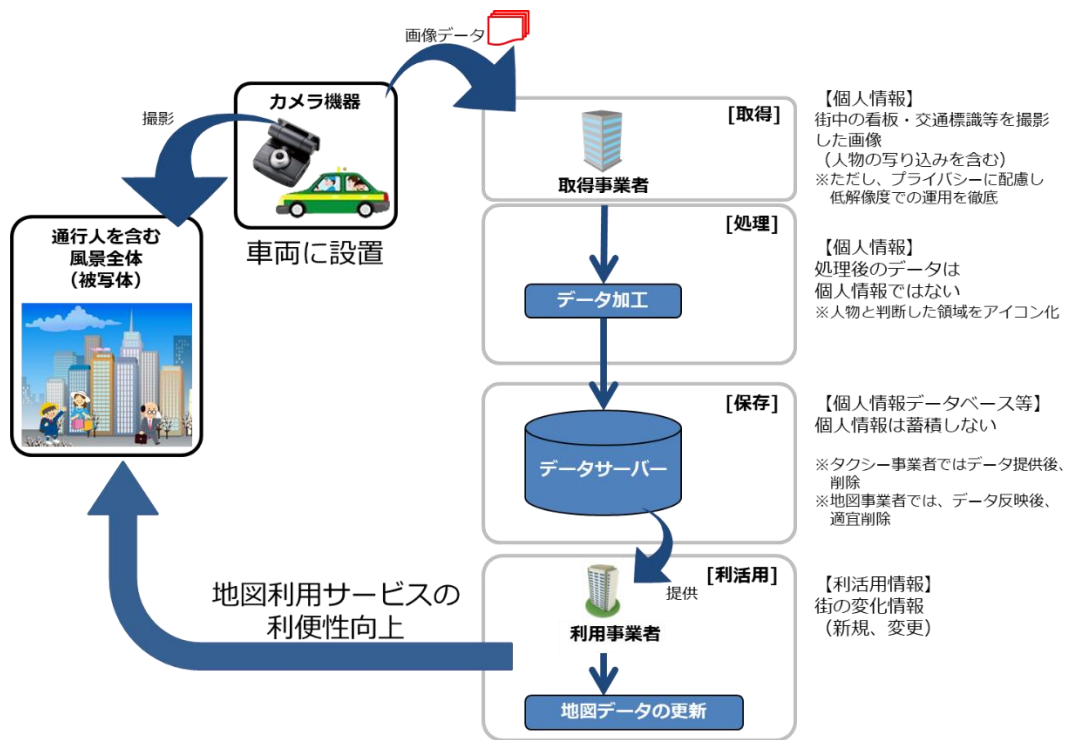 画像データ
カメラ機器
撮影
車両に設置
通行人を含む
風景全体
（被写体）
[取得]
取得事業者
【個人情報】
街中の看板・交通標識等を撮影
した画像
（人物の写り込みを含む）
※ただし、プライバシーに配慮し
低解像度での運用を徹底
[処理]
データ加工
【個人情報】
処理後のデータは
個人情報ではない
※人物と判断した領域をアイコン化
[保存]
データサーバー
【個人情報データベース等】
個人情報は蓄積しない
※タクシー事業者ではデータ提供後、
削除
※地図事業者では、データ反映後、
適宜削除
[利活用]
提供
利用事業者
地図データの更新
【利活用情報】
街の変化情報
（新規、変更）
地図利用サービスの
利便性向上